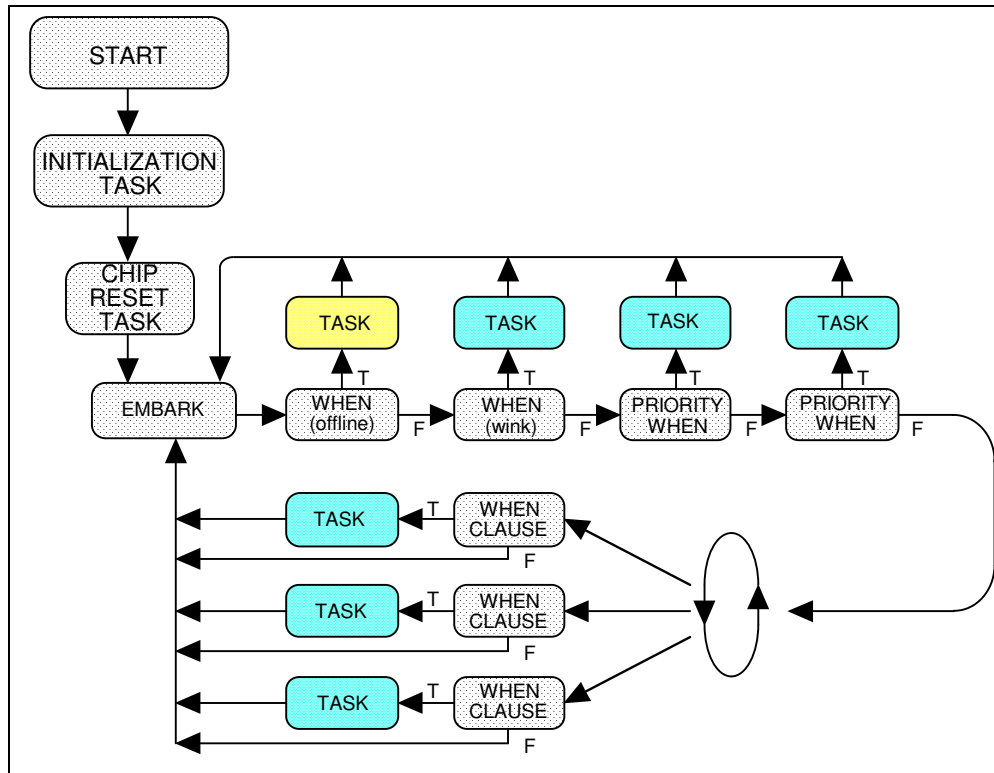 START
INITIALIZATION
TASK
CHIP
RESET
TASK
TASK
TASK
TASK
TASK
T
T
T
T
EMBARK
WHEN
(offline)
F
WHEN
(wink)
F
PRIORITY
WHEN
F
PRIORITY
WHEN
F
TASK
T
WHEN
CLAUSE
F
TASK
T
WHEN
CLAUSE
F
TASK
T
WHEN
CLAUSE
F